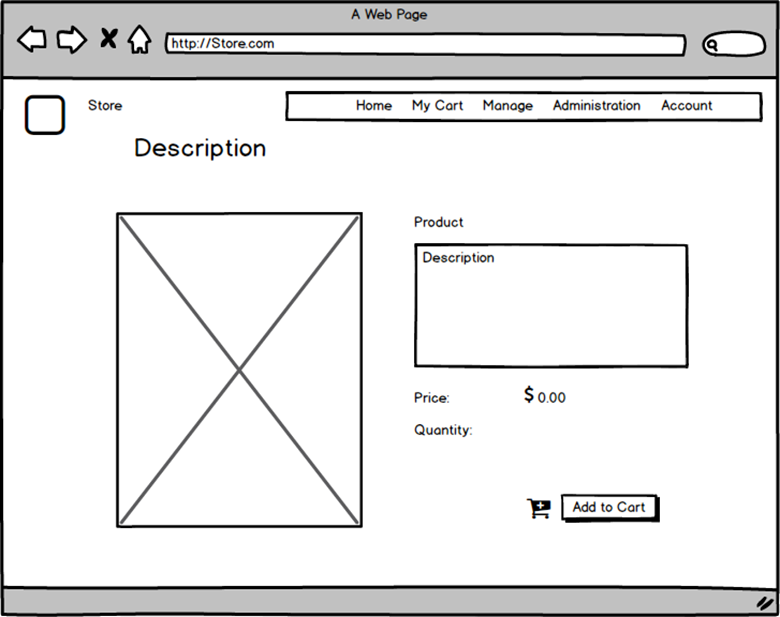 A Web Page
http://Store.com
Store
Home My Cart Manage Administration Account
Description
Product
Description
Price: $ 0.00
Quantity:
Add to Cart